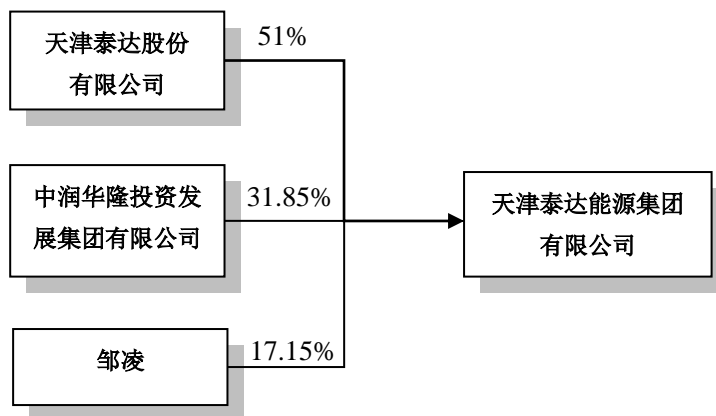 天津泰达股份
有限公司
51%
中润华隆投资发
展集团有限公司
31.85%
邹凌
17.15%
天津泰达能源集团
有限公司